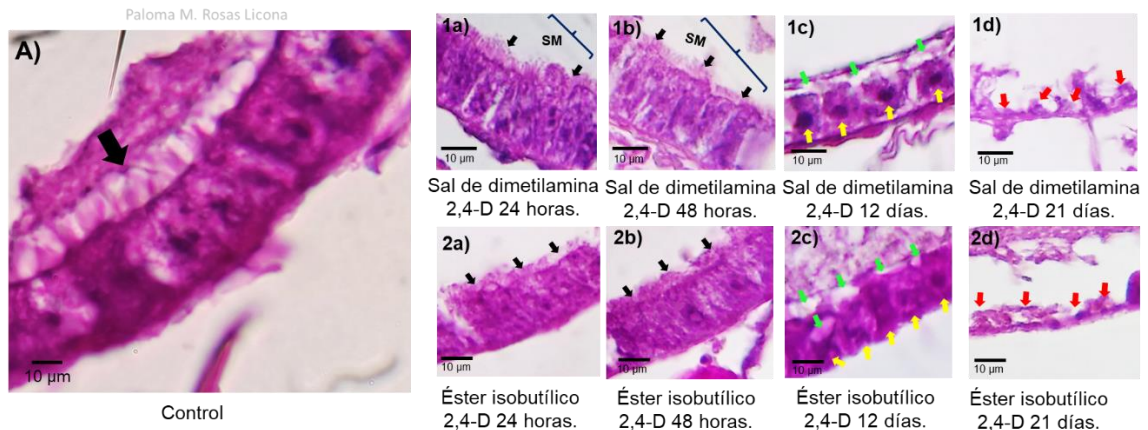 Paloma M. Rosas Licona
A)
10 µm
Control
1a)
SM
10 µm
Sal de dimetilamina
2,4-D 24 horas.
1b)
SM
10 µm
Sal de dimetilamina
2,4-D 48 horas.
1c)
10 µm
Sal de dimetilamina
2,4-D 12 días.
1d)
10 µm
Sal de dimetilamina
2,4-D 21 días.
2a)
10 µm
Éster isobutílico
2,4-D 24 horas.
2b)
10 µm
Éster isobutílico
2,4-D 48 horas.
2c)
10 µm
Éster isobutílico
2,4-D 12 días.
2d)
10 µm
Éster isobutílico
2,4-D 21 días.